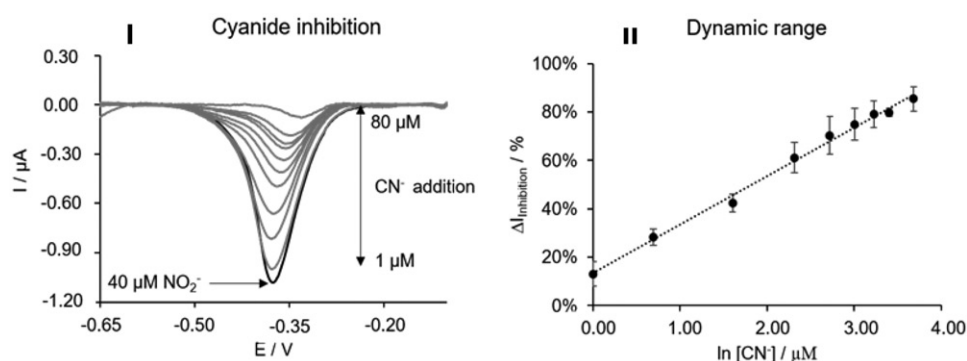 I Cyanide inhibition
0.30
0.00
-0.30
-0.60
-0.90
-1.20
I / µA
80 µM
CN⁻ addition
1 µM
40 µM NO₂⁻
-0.65 -0.50 -0.35 -0.20
E / V
II Dynamic range
100%
80%
60%
40%
20%
0%
ΔI_Inhibition / %
0.00 1.00 2.00 3.00 4.00
ln [CN⁻] / µM